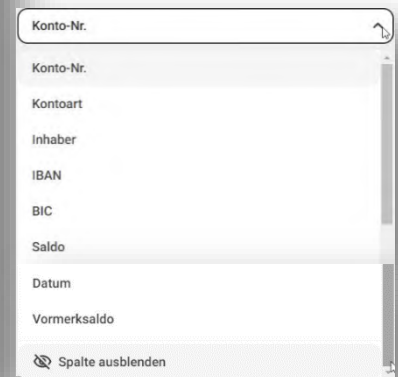 Konto-Nr.
Konto-Nr.
Kontoart
Inhaber
IBAN
BIC
Saldo
Datum
Vormerksaldo
Spalte ausblenden